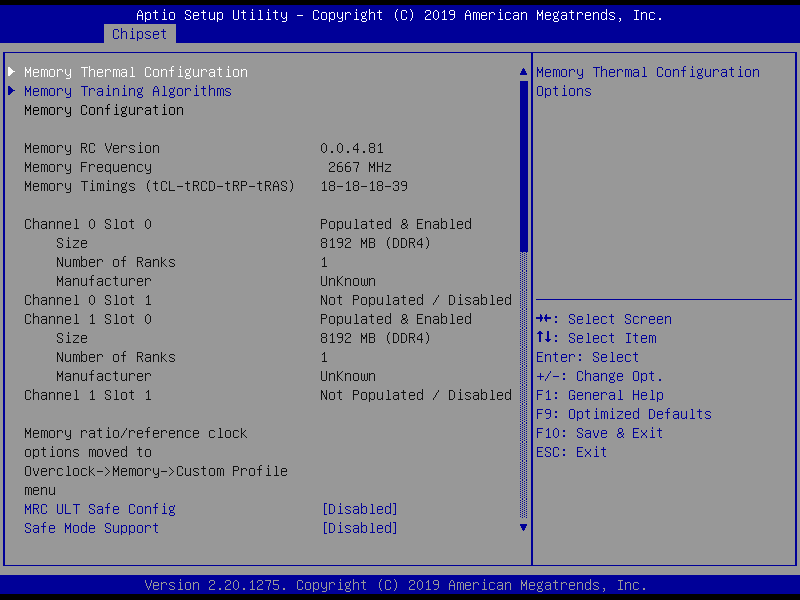 Aptio Setup Utility – Copyright (C) 2019 American Megatrends, Inc.
Chipset
Memory Thermal Configuration
Memory Training Algorithms
Memory Configuration
Memory RC Version 0.0.4.81
Memory Frequency 2667 MHz
Memory Timings (tCL-tRCD-tRP-tRAS) 18-18-18-39
Channel 0 Slot 0 Populated & Enabled
Size 8192 MB (DDR4)
Number of Ranks 1
Manufacturer UnKnown
Channel 0 Slot 1 Not Populated / Disabled
Channel 1 Slot 0 Populated & Enabled
Size 8192 MB (DDR4)
Number of Ranks 1
Manufacturer UnKnown
Channel 1 Slot 1 Not Populated / Disabled
Memory ratio/reference clock
options moved to
Overclock->Memory->Custom Profile
menu
MRC ULT Safe Config [Disabled]
Safe Mode Support [Disabled]
Memory Thermal Configuration
Options
→←: Select Screen
↑↓: Select Item
Enter: Select
+/-: Change Opt.
F1: General Help
F9: Optimized Defaults
F10: Save & Exit
ESC: Exit
Version 2.20.1275. Copyright (C) 2019 American Megatrends, Inc.